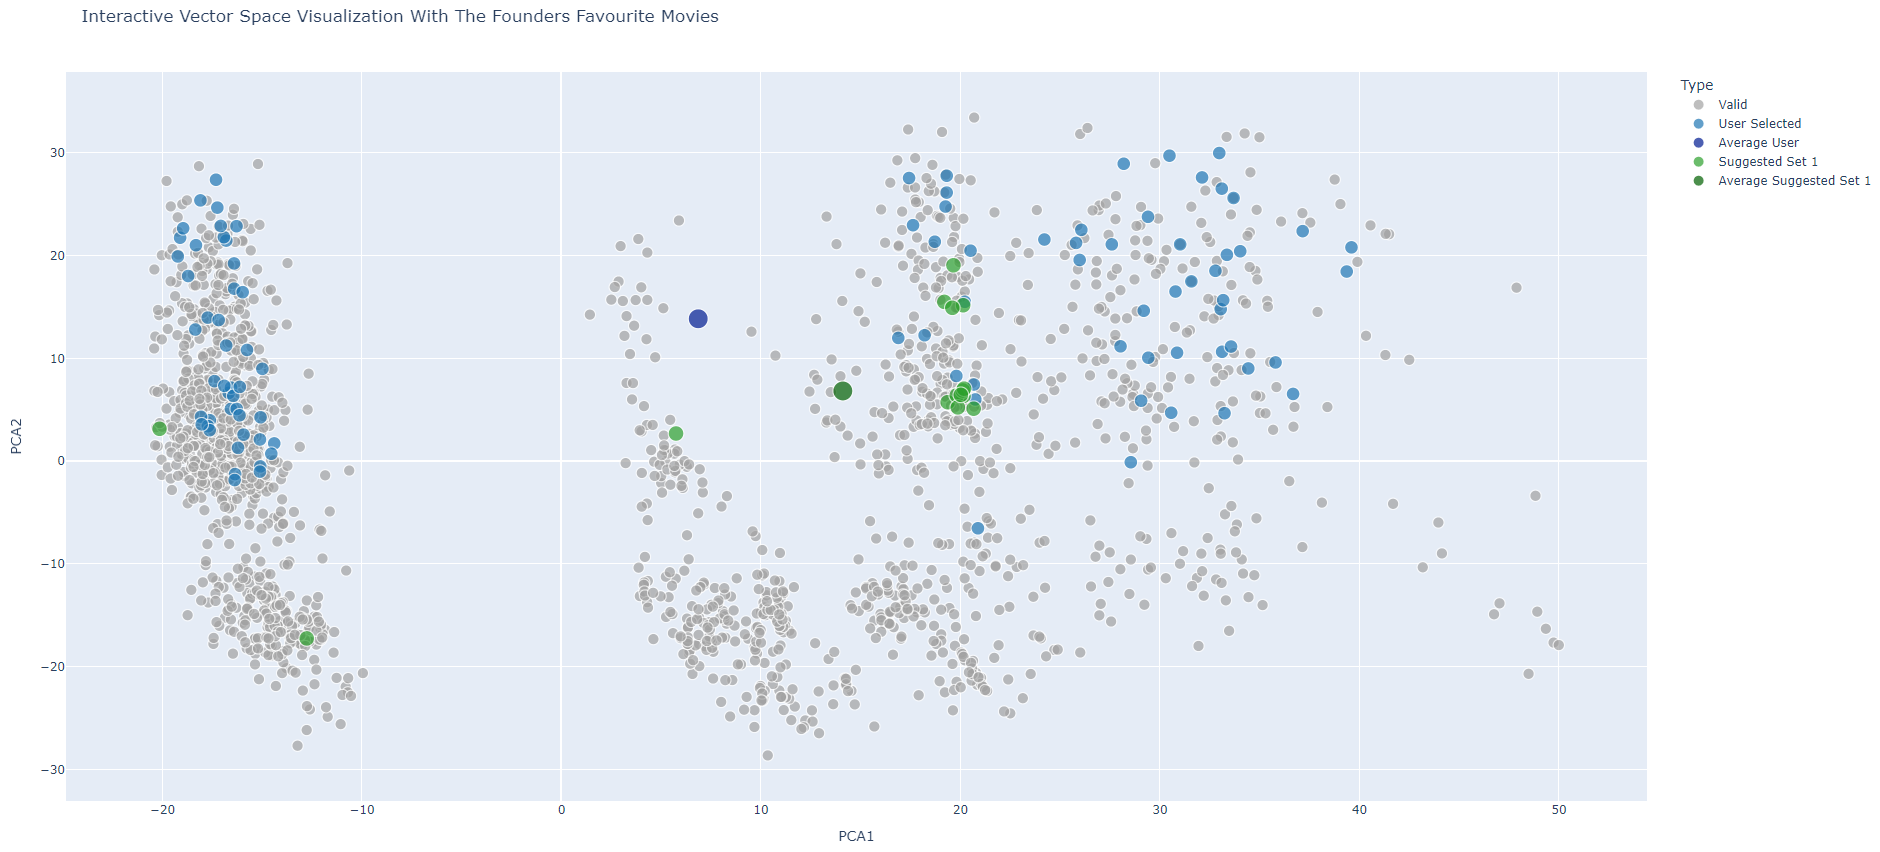 Interactive Vector Space Visualization With The Founders Favourite Movies
Type
Valid
User Selected
Average User
Suggested Set 1
Average Suggested Set 1
30
20
10
0
−10
−20
−30
PCA2
−20
−10
0
10
20
30
40
50
PCA1